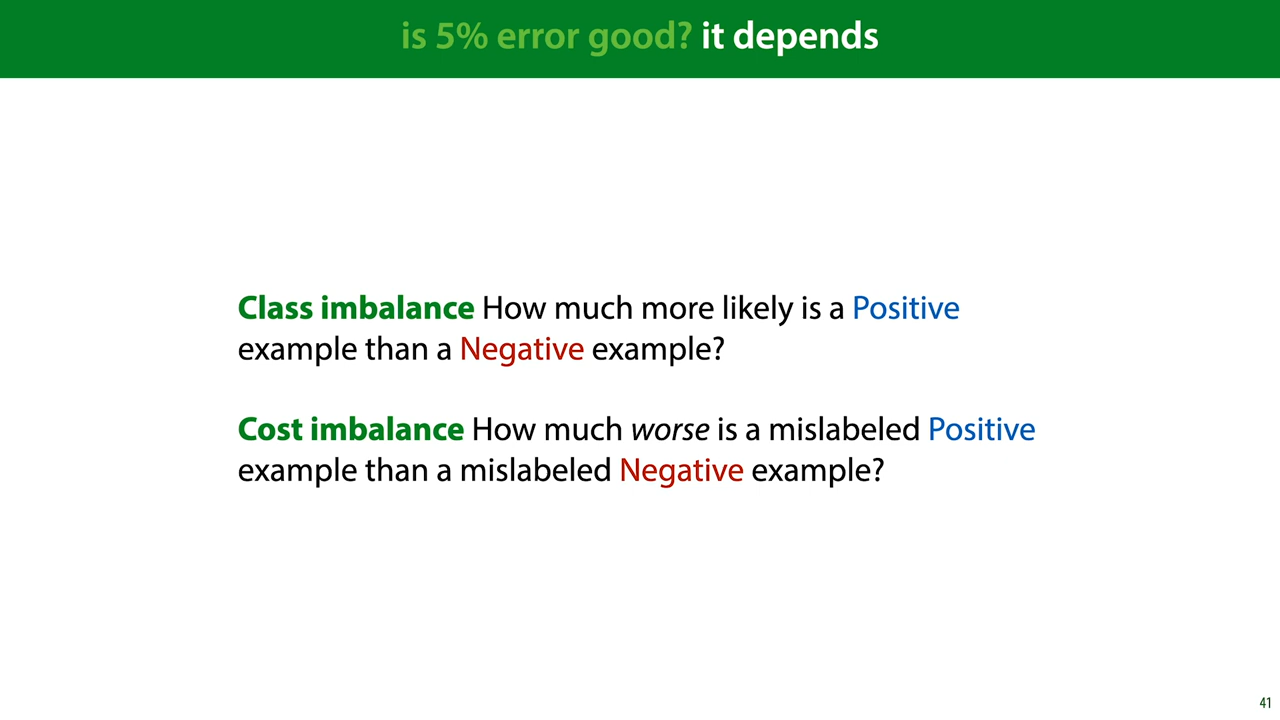 is 5% error good? it depends
Class imbalance How much more likely is a Positive
example than a Negative example?
Cost imbalance How much worse is a mislabeled Positive
example than a mislabeled Negative example?
41